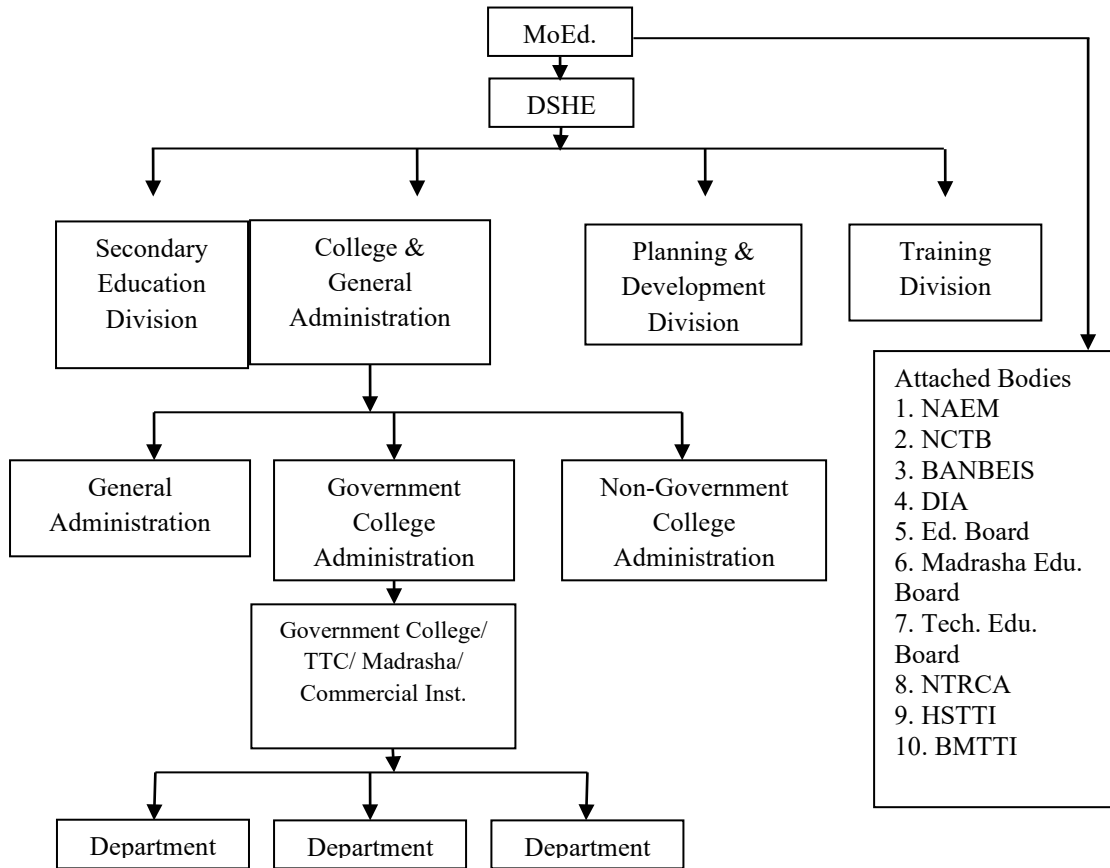 MoEd.
DSHE
Secondary
Education
Division
College &
General
Administration
Planning &
Development
Division
Training
Division
Attached Bodies
1. NAEM
2. NCTB
3. BANBEIS
4. DIA
5. Ed. Board
6. Madrasha Edu.
Board
7. Tech. Edu.
Board
8. NTRCA
9. HSTTI
10. BMTTI
General
Administration
Government
College
Administration
Non-Government
College
Administration
Government College/
TTC/ Madrasha/
Commercial Inst.
Department
Department
Department